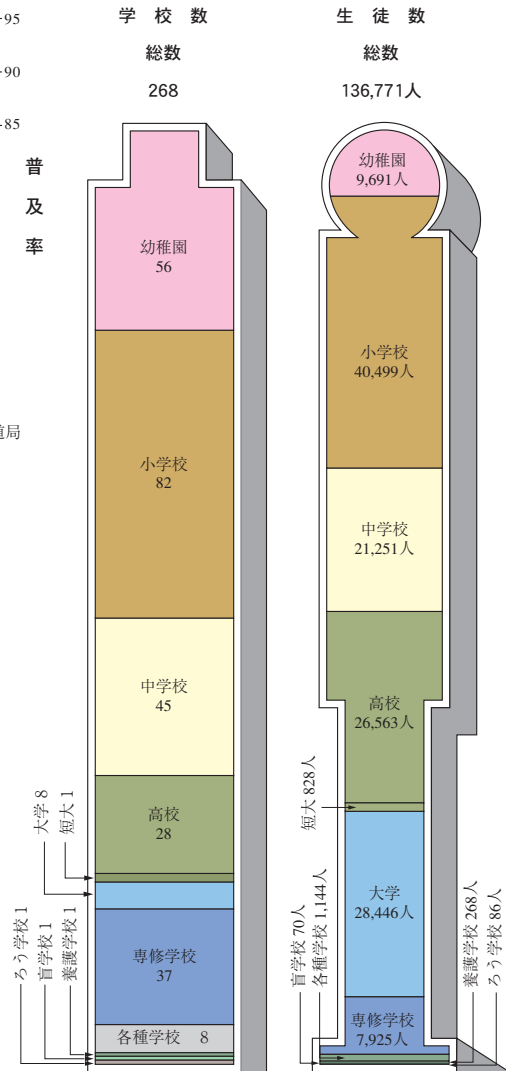 95
90
85
普及率
道局
学校数
総数
268
幼稚園
56
小学校
82
中学校
45
高校
28
大学 8
短大 1
専修学校
37
各種学校 8
ろう学校 1
盲学校 1
養護学校 1
生徒数
総数
136,771人
幼稚園
9,691人
小学校
40,499人
中学校
21,251人
高校
26,563人
短大 828人
大学
28,446人
専修学校
7,925人
盲学校 70人
各種学校 1,144人
養護学校 268人
ろう学校 86人